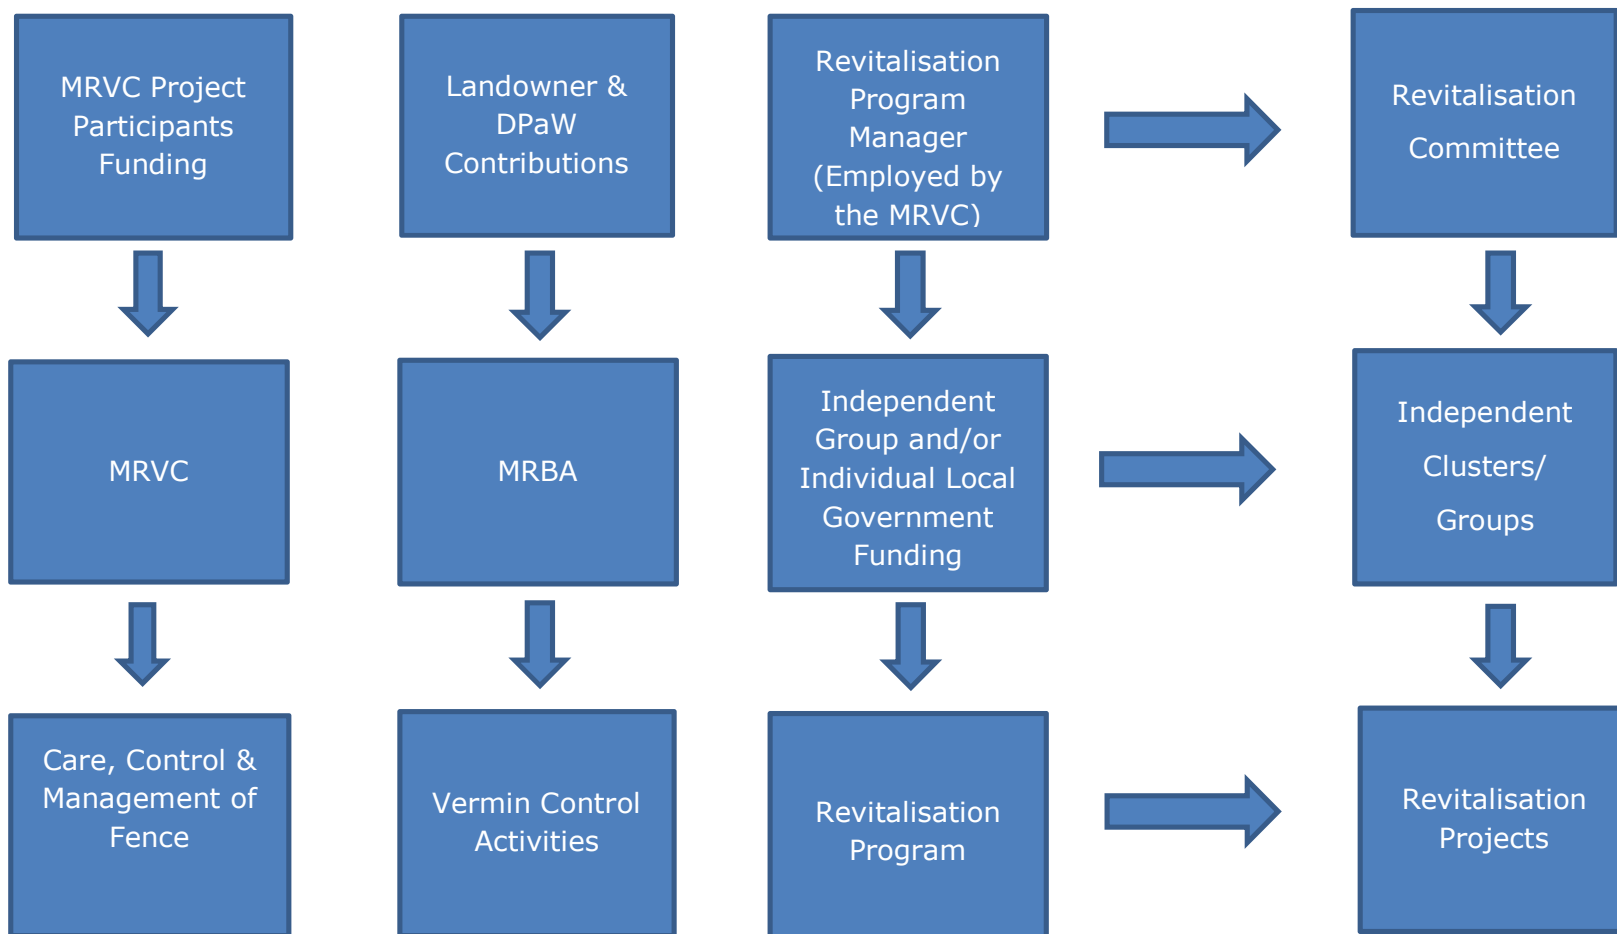 MRVC Project
Participants
Funding
Landowner &
DPaW
Contributions
Revitalisation
Program
Manager
(Employed by
the MRVC)
Revitalisation
Committee
MRVC
MRBA
Independent
Group and/or
Individual Local
Government
Funding
Independent
Clusters/
Groups
Care, Control &
Management of
Fence
Vermin Control
Activities
Revitalisation
Program
Revitalisation
Projects